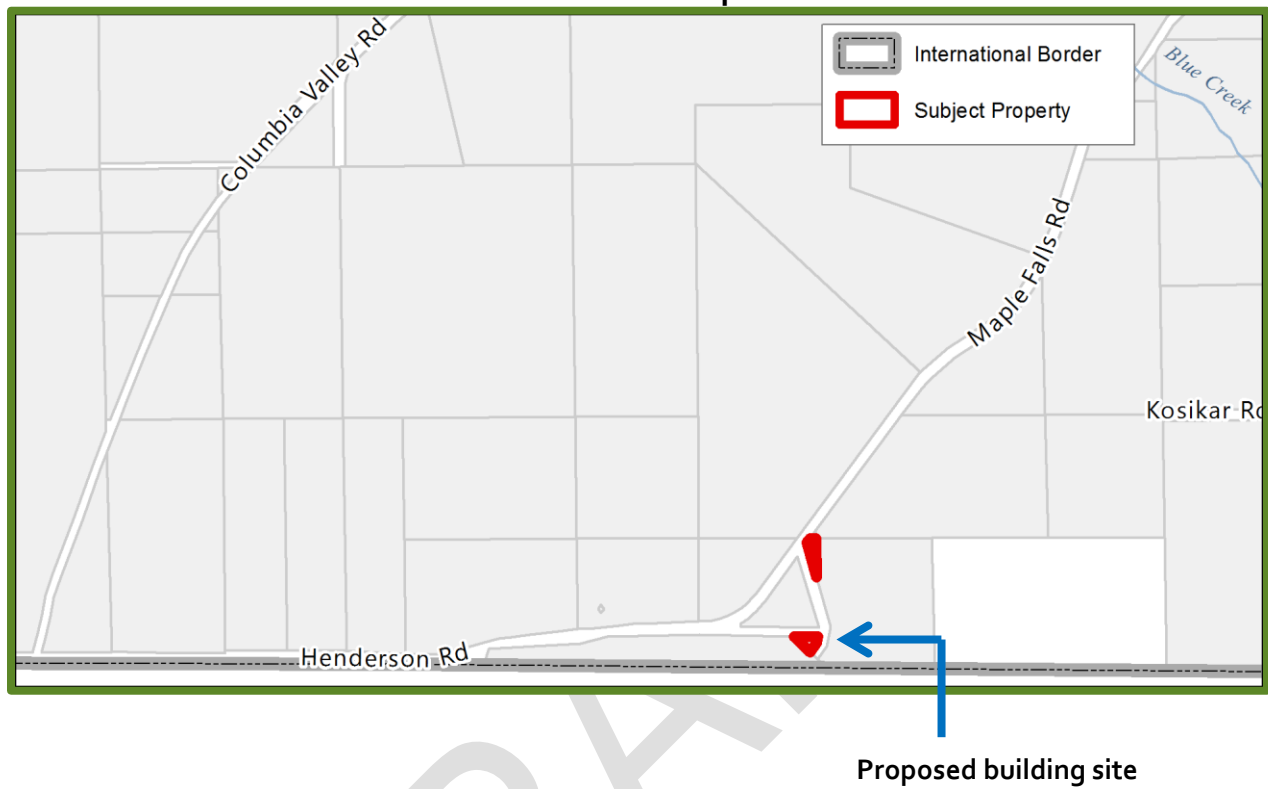 Columbia Valley Rd
International Border
Subject Property
Blue Creek
Maple Falls Rd
Kosikar Rd
Henderson Rd
Proposed building site